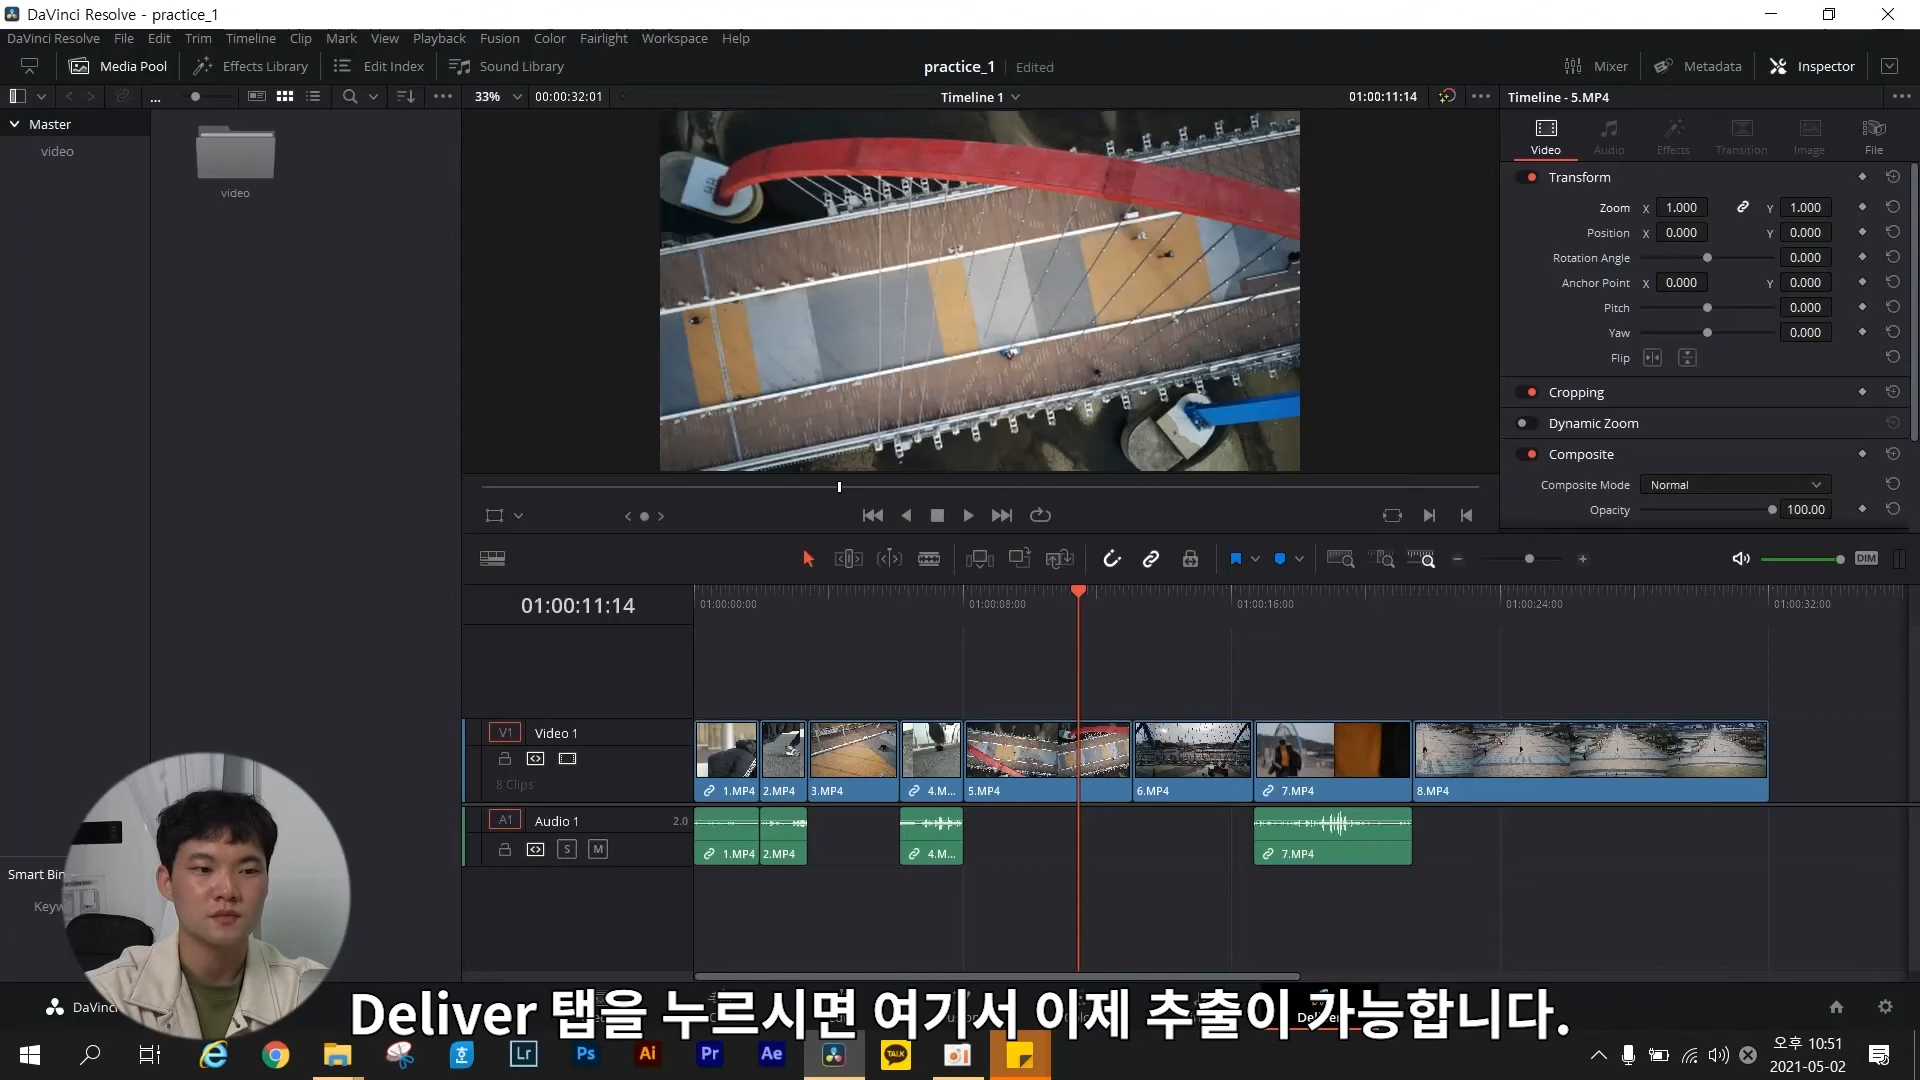 DaVinci Resolve - practice_1
DaVinci Resolve File Edit Trim Timeline Clip Mark View Playback Fusion Color Fairlight Workspace Help
Media Pool Effects Library Edit Index Sound Library practice_1 Edited Mixer Metadata Inspector
... 33% 00:00:32:01 Timeline 1 01:00:11:14 Timeline - 5.MP4
Master
video
video
Video Audio Effects Transition Image File
Transform
Zoom X 1.000 Y 1.000
Position X 0.000 Y 0.000
Rotation Angle 0.000
Anchor Point X 0.000 Y 0.000
Pitch 0.000
Yaw 0.000
Flip
Cropping
Dynamic Zoom
Composite
Composite Mode Normal
Opacity 100.00
DIM
01:00:11:14 01:00:00:00 01:00:08:00 01:00:16:00 01:00:24:00 01:00:32:00
V1 Video 1
8 Clips
1.MP4 2.MP4 3.MP4 4.M... 5.MP4 6.MP4 7.MP4 8.MP4
A1 Audio 1 2.0
S M
1.MP4 2.MP4 4.M... 7.MP4
Smart Bin
Keyw
DaVinci
Deliver 탭을 누르시면 여기서 이제 추출이 가능합니다.
Lr Ps Ai Pr Ae TALK
오후 10:51
2021-05-02